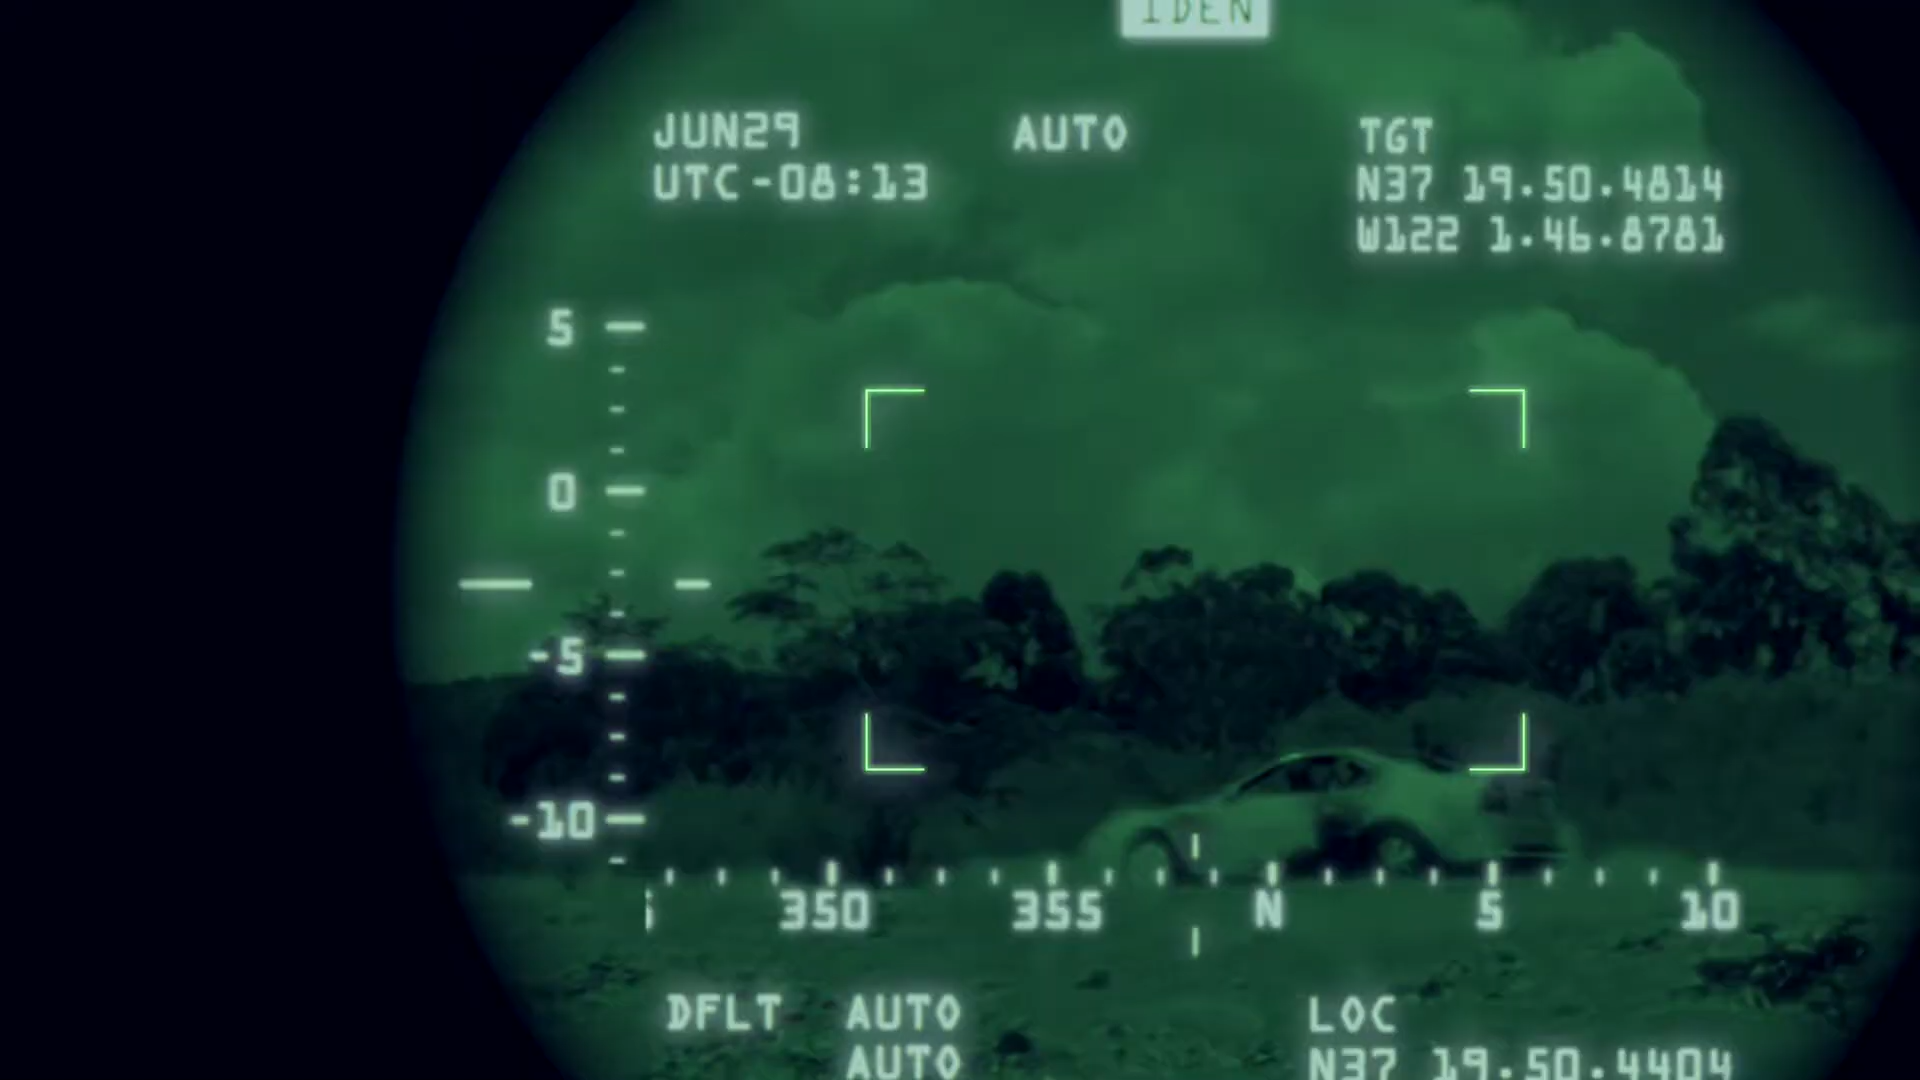 IDEN
JUN29
UTC-08:13
AUTO
TGT
N37 19.50.4814
W122 1.46.8781
5
0
-5
-10
350 355 N 5 10
DFLT AUTO
AUTO
LOC
N37 19.50.4404